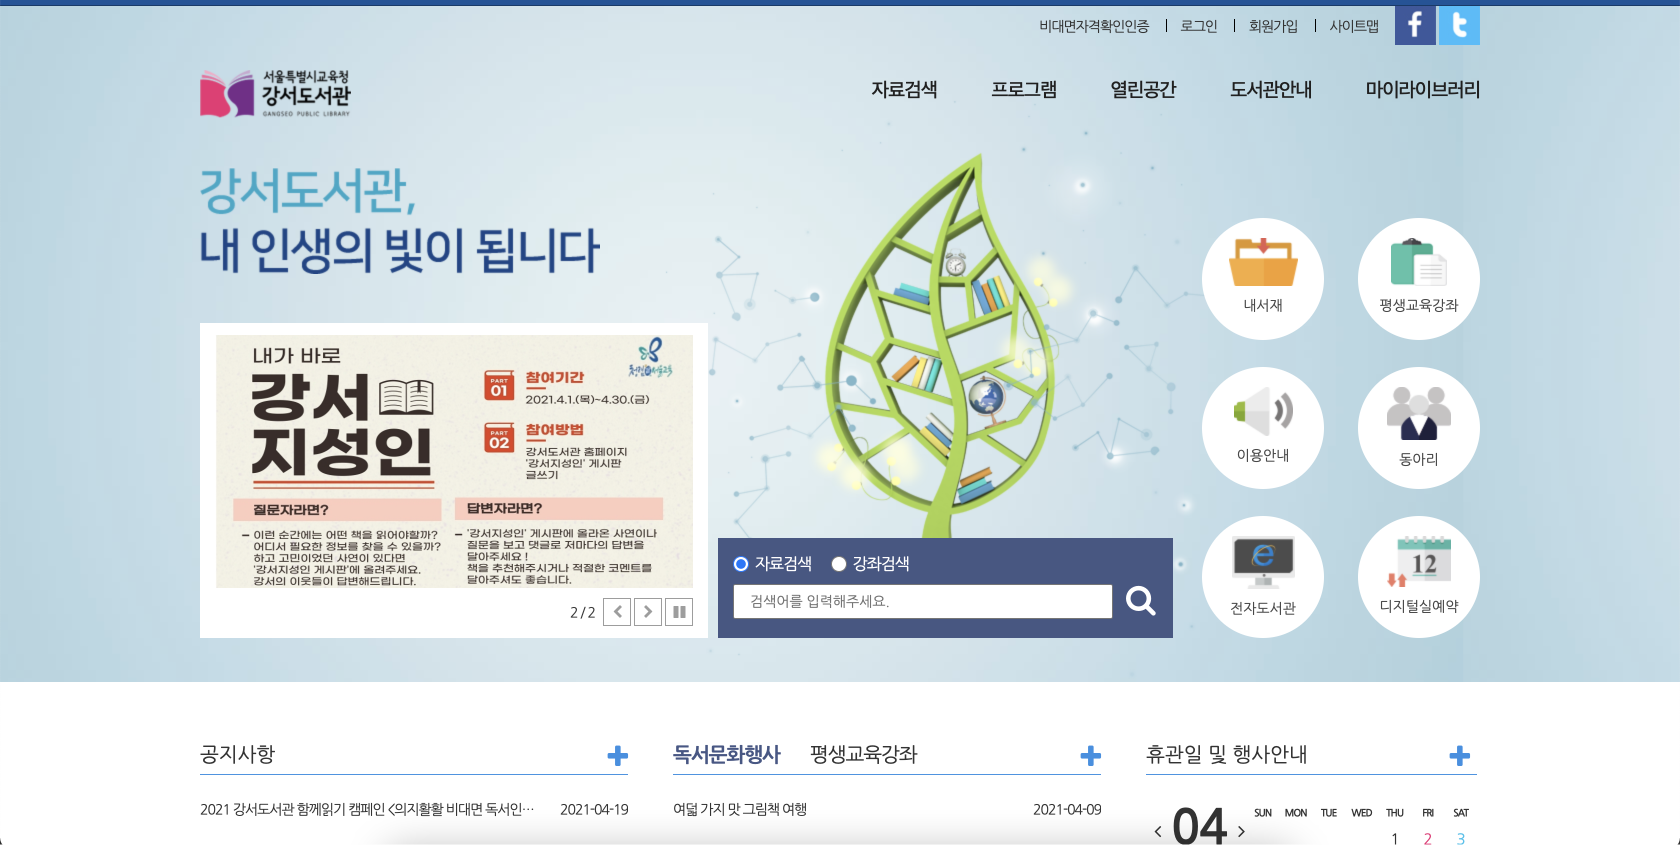 비대면자격확인인증
로그인
회원가입
사이트맵
서울특별시교육청
강서도서관
GANGSEO PUBLIC LIBRARY
자료검색
프로그램
열린공간
도서관안내
마이라이브러리
강서도서관,
내 인생의 빛이 됩니다
내가 바로
강서
지성인
PART
01
참여기간
2021.4.1.(목)~4.30.(금)
PART
02
참여방법
강서도서관 홈페이지
'강서지성인' 게시판
글쓰기
질문자라면?
– 이런 순간에는 어떤 책을 읽어야할까?
어디서 필요한 정보를 찾을 수 있을까?
하고 고민이었던 사연이 있다면
'강서지성인 게시판'에 올려주세요.
강서의 이웃들이 답변해드립니다.
답변자라면?
– '강서지성인' 게시판에 올라온 사연이나
질문을 보고 댓글로 저마다의 답변을
달아주세요 !
책을 추천해주시거나 적절한 코멘트를
달아주셔도 좋습니다.
2 / 2
자료검색
강좌검색
검색어를 입력해주세요.
내서재
평생교육강좌
이용안내
동아리
전자도서관
12
디지털실예약
공지사항
2021 강서도서관 함께읽기 캠페인 <의지활활 비대면 독서인… 2021-04-19
독서문화행사 평생교육강좌
여덟 가지 맛 그림책 여행 2021-04-09
휴관일 및 행사안내
04
SUN MON TUE WED THU FRI SAT
1 2 3